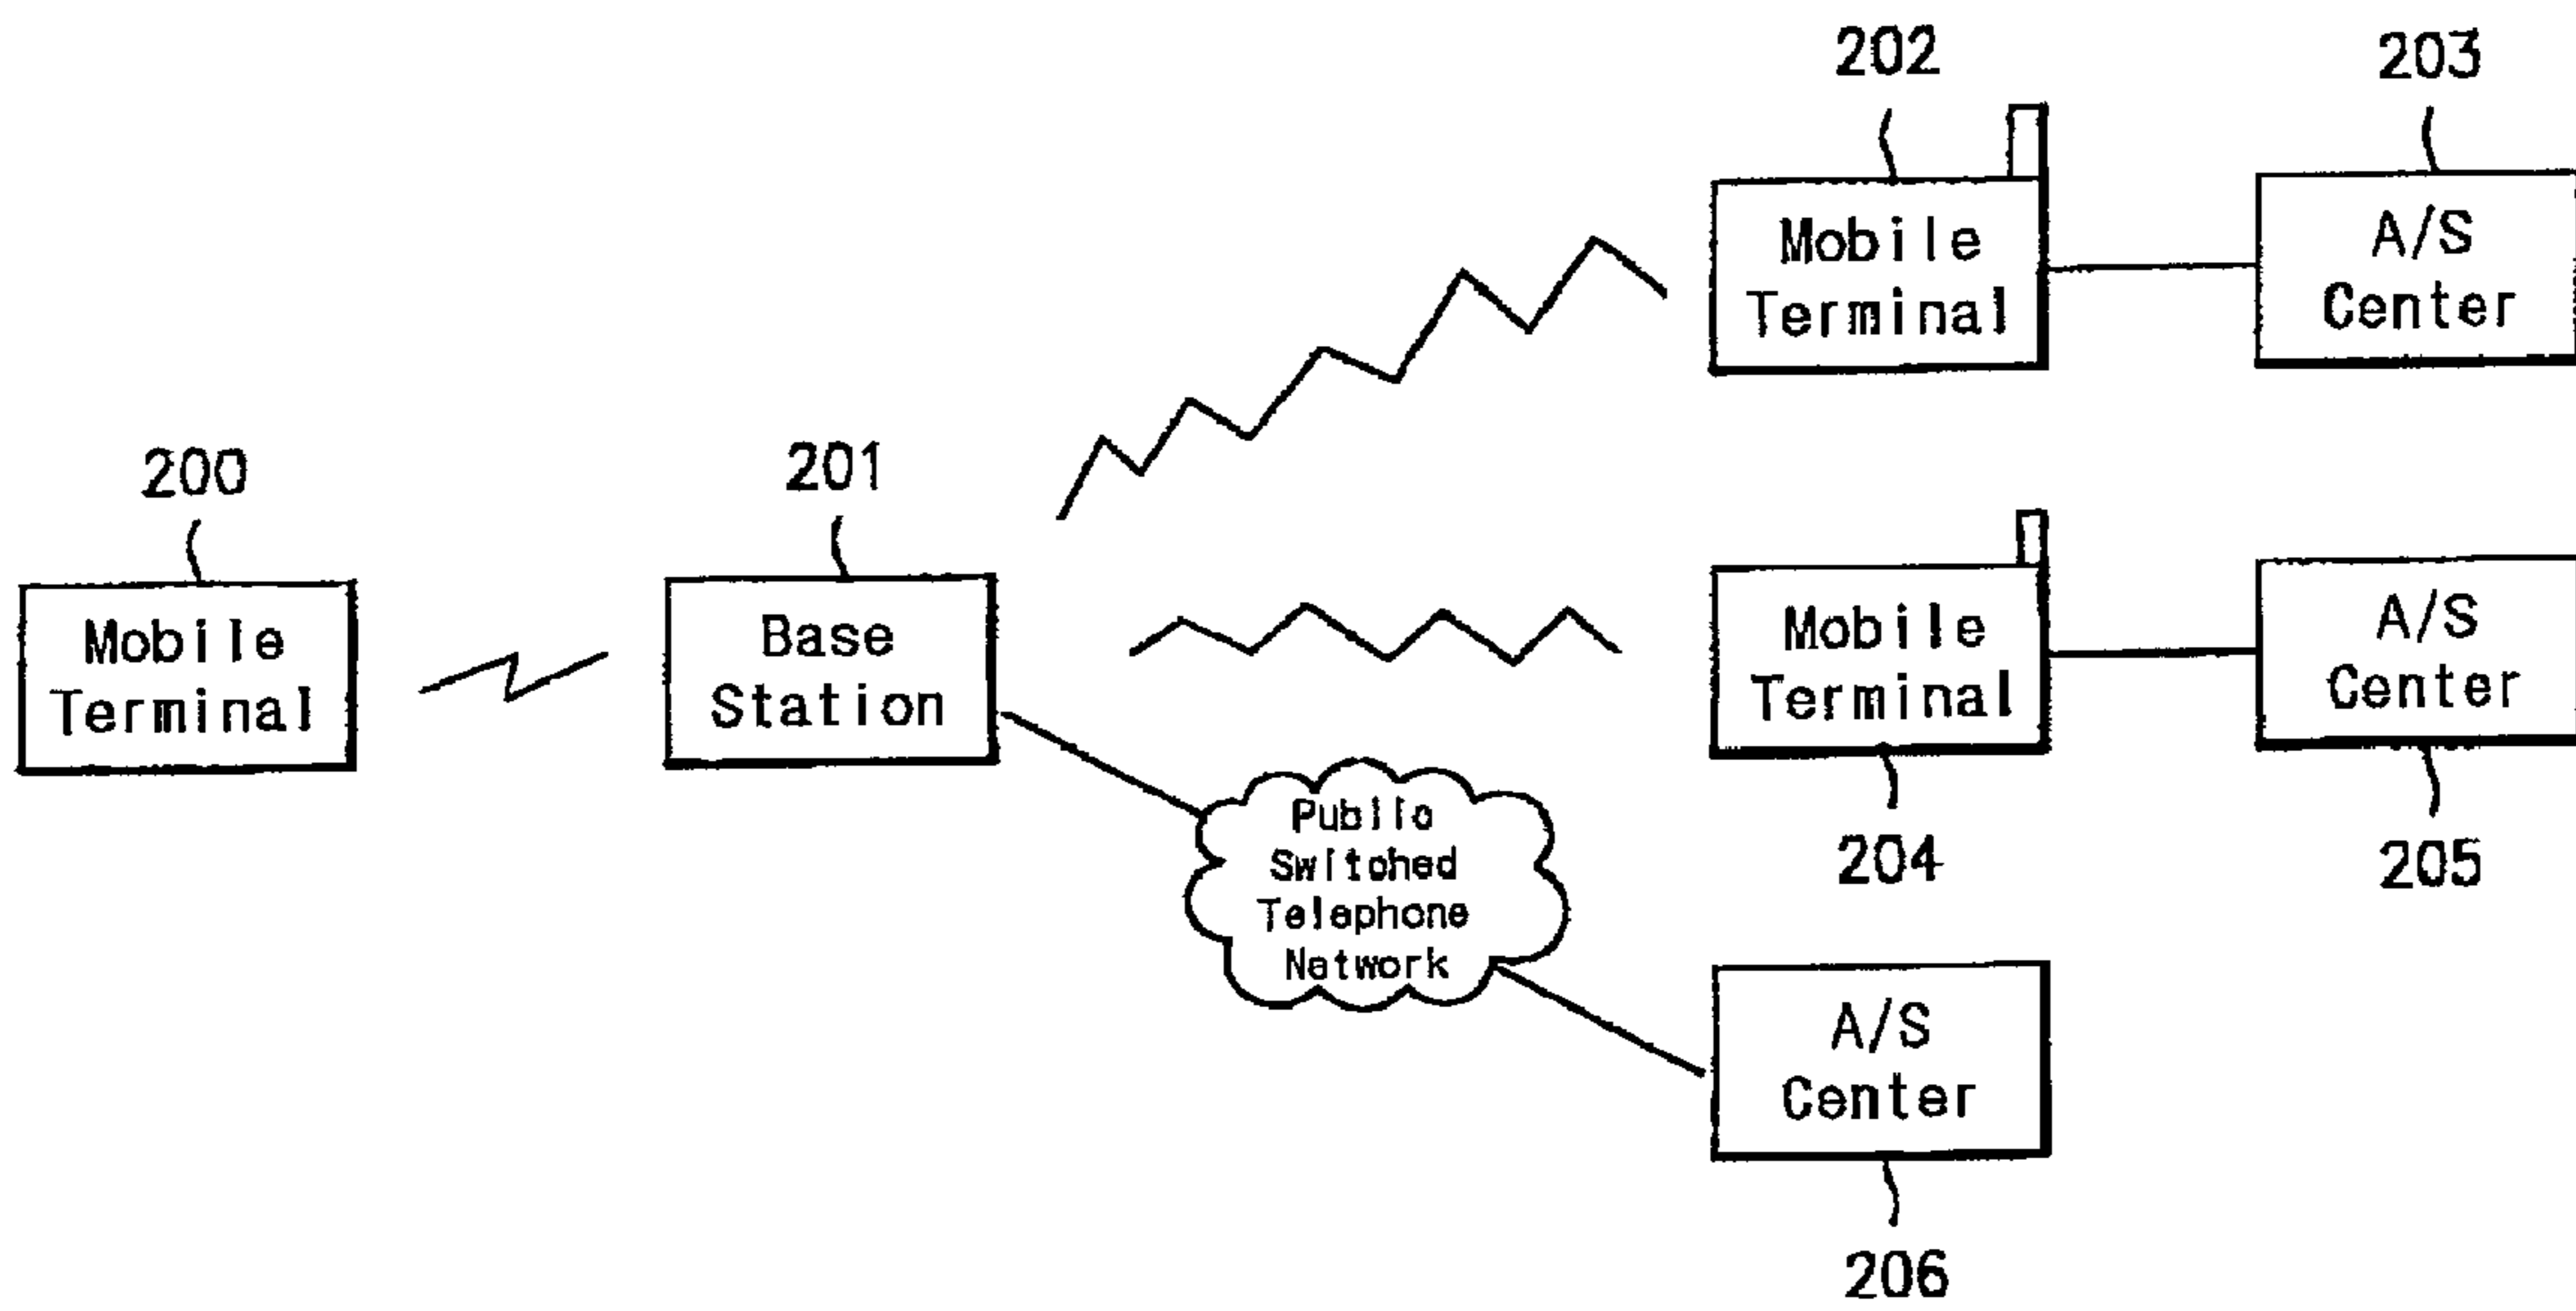 202
203
Mobile
Terminal
A/S
Center
200
201
Mobile
Terminal
Base
Station
Mobile
Terminal
A/S
Center
Public
Switched
Telephone
Network
204
205
A/S
Center
206